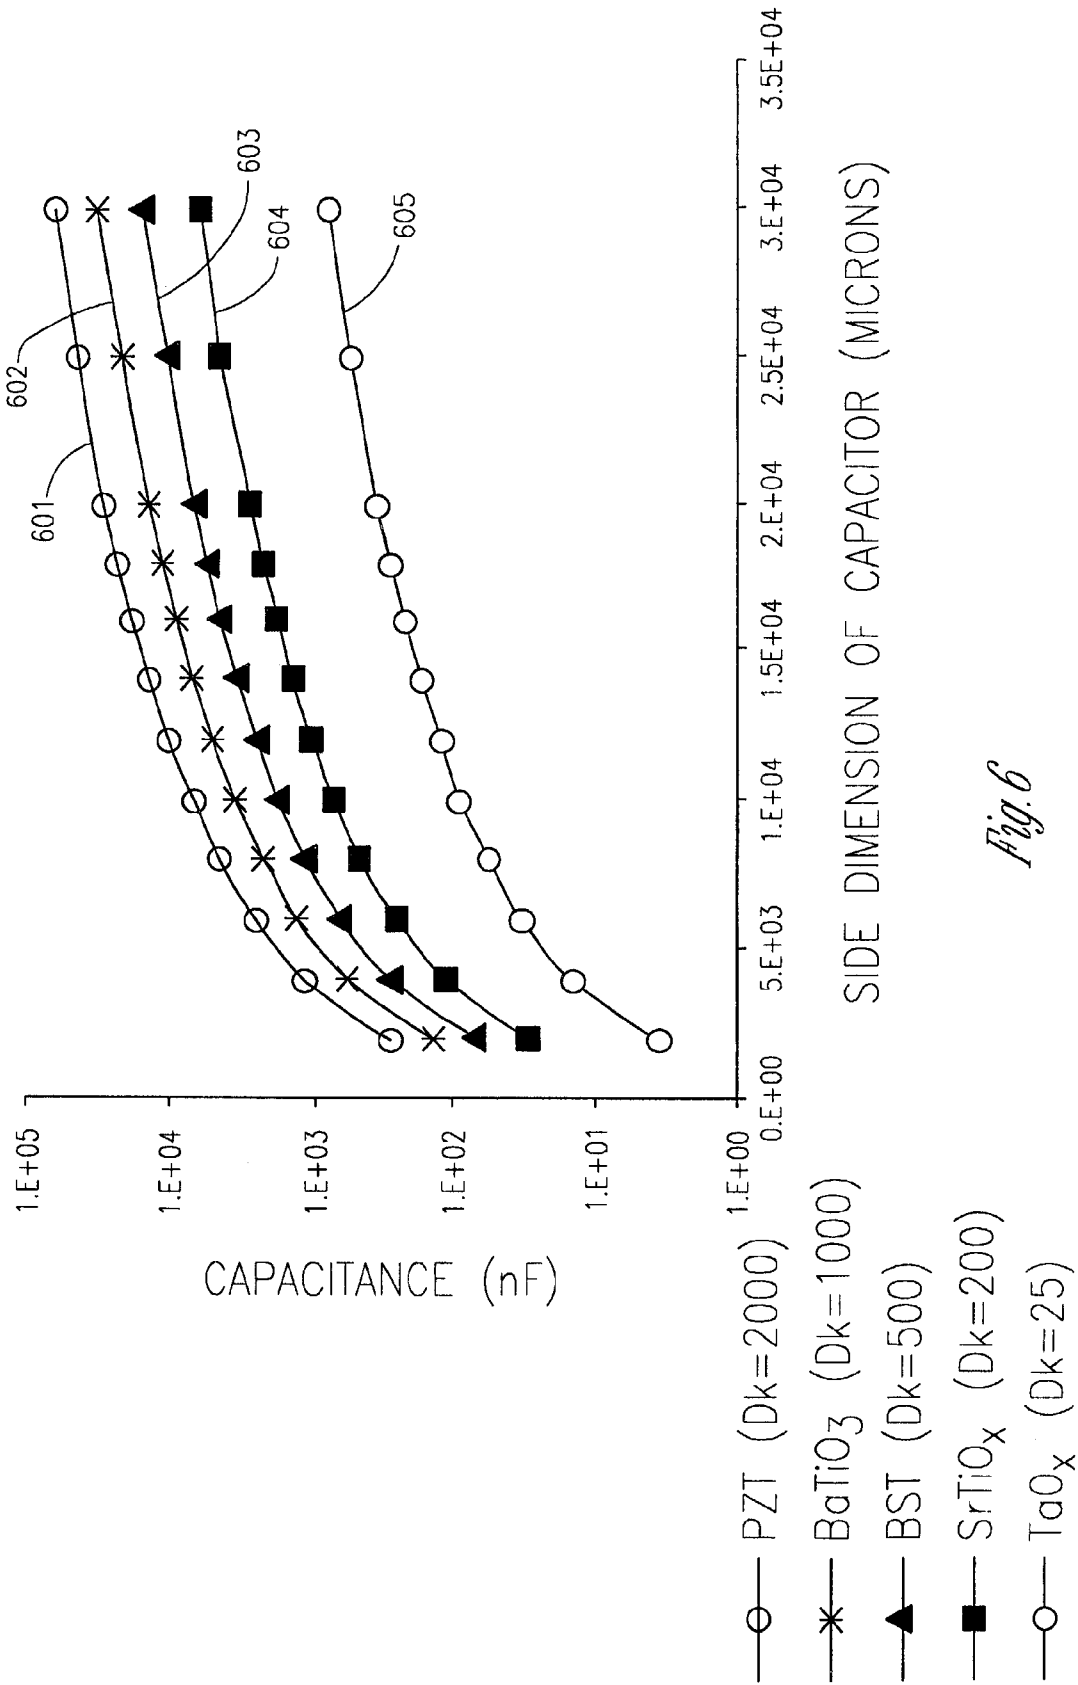 CAPACITANCE (nF)
1.E+05
1.E+04
1.E+03
1.E+02
1.E+01
1.E+00
0.E+00
5.E+03
1.E+04
1.5E+04
2.E+04
2.5E+04
3.E+04
3.5E+04
SIDE DIMENSION OF CAPACITOR (MICRONS)
601
602
603
604
605
PZT (Dk=2000)
BaTiO3 (Dk=1000)
BST (Dk=500)
SrTiOx (Dk=200)
TaOx (Dk=25)
Fig.6